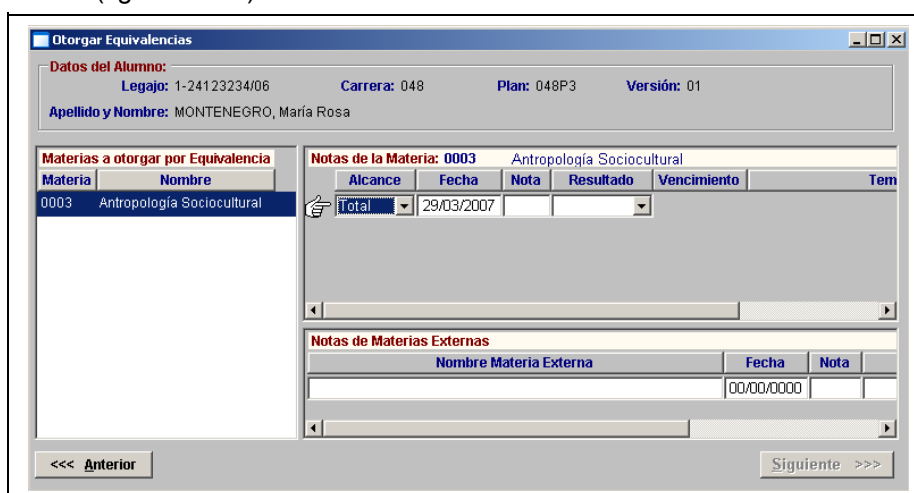 Otorgar Equivalencias
Datos del Alumno:
Legajo: 1-24123234/06 Carrera: 048 Plan: 048P3 Versión: 01
Apellido y Nombre: MONTENEGRO, María Rosa
Materias a otorgar por Equivalencia
Materia Nombre
0003 Antropología Sociocultural
Notas de la Materia: 0003 Antropología Sociocultural
Alcance Fecha Nota Resultado Vencimiento Tem
Total 29/03/2007
Notas de Materias Externas
Nombre Materia Externa Fecha Nota
00/00/0000
<<< Anterior
Siguiente >>>